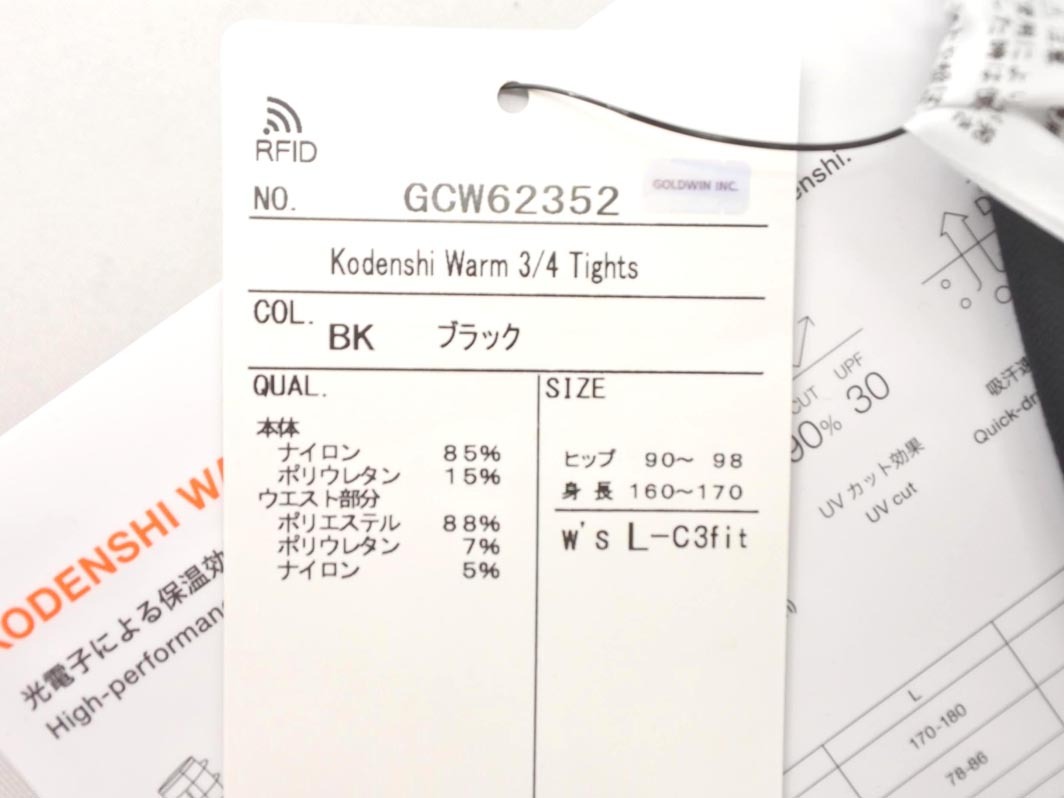 RFID
NO. GCW62352
GOLDWIN INC.
Kodenshi Warm 3/4 Tights
COL. BK ブラック
QUAL.
本体
ナイロン 85%
ポリウレタン 15%
ウエスト部分
ポリエステル 88%
ポリウレタン 7%
ナイロン 5%
SIZE
ヒップ 90〜 98
身 長 160〜170
w's L-C3fit
KODENSHI WA
光電子による保温効
High-performan
enshi.
CUT UPF
90% 30
UVカット効果
UV cut
吸汗速
Quick-dr
L
170-180
78-86